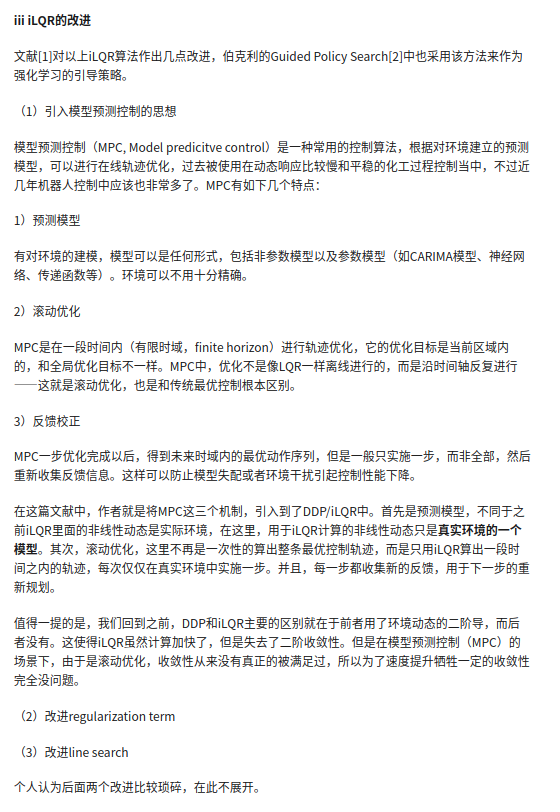 iii iLQR的改进
文献[1]对以上iLQR算法作出几点改进，伯克利的Guided Policy Search[2]中也采用该方法来作为
强化学习的引导策略。
（1）引入模型预测控制的思想
模型预测控制（MPC, Model predicitve control）是一种常用的控制算法，根据对环境建立的预测
模型，可以进行在线轨迹优化，过去被使用在动态响应比较慢和平稳的化工过程控制当中，不过近
几年机器人控制中应该也非常多了。MPC有如下几个特点：
1）预测模型
有对环境的建模，模型可以是任何形式，包括非参数模型以及参数模型（如CARIMA模型、神经网
络、传递函数等）。环境可以不用十分精确。
2）滚动优化
MPC是在一段时间内（有限时域，finite horizon）进行轨迹优化，它的优化目标是当前区域内
的，和全局优化目标不一样。MPC中，优化不是像LQR一样离线进行的，而是沿时间轴反复进行
——这就是滚动优化，也是和传统最优控制根本区别。
3）反馈校正
MPC一步优化完成以后，得到未来时域内的最优动作序列，但是一般只实施一步，而非全部，然后
重新收集反馈信息。这样可以防止模型失配或者环境干扰引起控制性能下降。
在这篇文献中，作者就是将MPC这三个机制，引入到了DDP/iLQR中。首先是预测模型，不同于之
前iLQR里面的非线性动态是实际环境，在这里，用于iLQR计算的非线性动态只是真实环境的一个
模型。其次，滚动优化，这里不再是一次性的算出整条最优控制轨迹，而是只用iLQR算出一段时
间之内的轨迹，每次仅仅在真实环境中实施一步。并且，每一步都收集新的反馈，用于下一步的重
新规划。
值得一提的是，我们回到之前，DDP和iLQR主要的区别就在于前者用了环境动态的二阶导，而后
者没有。这使得iLQR虽然计算加快了，但是失去了二阶收敛性。但是在模型预测控制（MPC）的
场景下，由于是滚动优化，收敛性从来没有真正的被满足过，所以为了速度提升牺牲一定的收敛性
完全没问题。
（2）改进regularization term
（3）改进line search
个人认为后面两个改进比较琐碎，在此不展开。